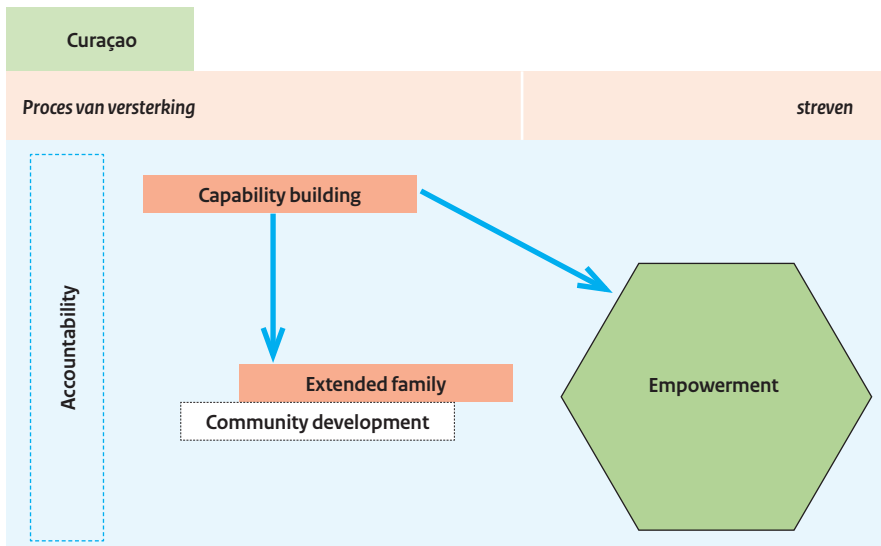 Curaçao
Proces van versterking
streven
Accountability
Capability building
Extended family
Community development
Empowerment